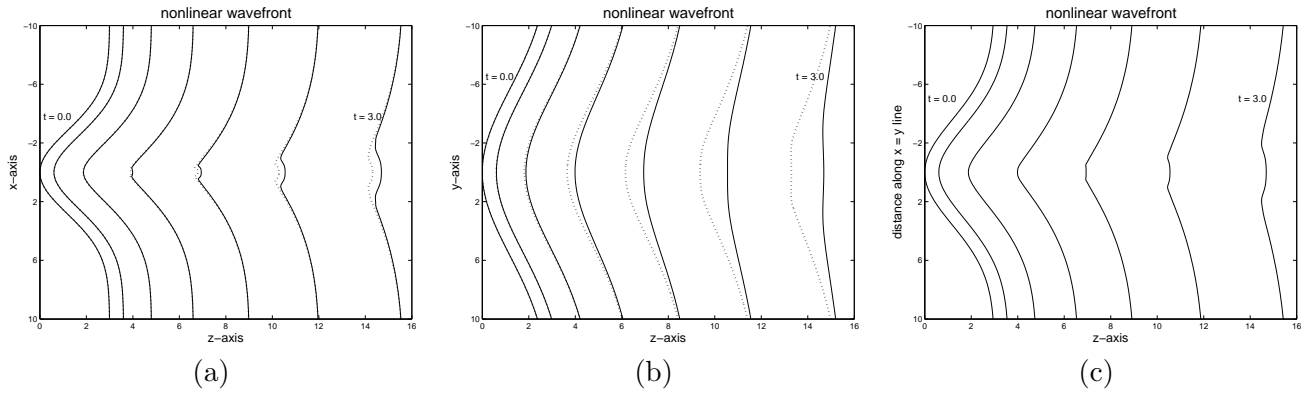 nonlinear wavefront
−10
−6
−2
2
6
10
x−axis
t = 0.0
t = 3.0
0 2 4 6 8 10 12 14 16
z−axis
(a)
nonlinear wavefront
−10
−6
−2
2
6
10
y−axis
t = 0.0
t = 3.0
0 2 4 6 8 10 12 14 16
z−axis
(b)
nonlinear wavefront
−10
−6
−2
2
6
10
distance along x = y line
t = 0.0
t = 3.0
0 2 4 6 8 10 12 14 16
z−axis
(c)